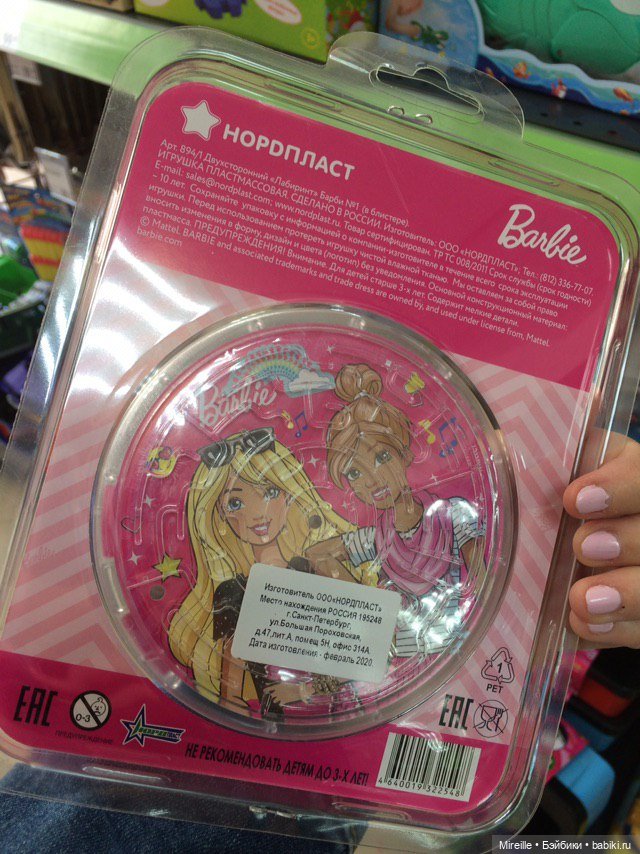 НОРДПЛАСТ
Арт. 894/1 Двухсторонний «Лабиринт» Барби №1 (в блистере).
ИГРУШКА ПЛАСТМАССОВАЯ. СДЕЛАНО В РОССИИ. Изготовитель: ООО «НОРДПЛАСТ»; Тел.: (812) 336-77-07
E-mail: sales@nordplast.com; www.nordplast.ru. Товар сертифицирован. ТР ТС 008/2011 Срок службы (срок годности)
- 10 лет. Сохраняйте упаковку с информацией о компании-изготовителе в течение всего срока эксплуатации
игрушки. Перед использованием протереть игрушку чистой влажной тканью. Мы оставляем за собой право
вносить изменения в форму, дизайн и цвета (логотип) без уведомления. Основной конструкционный материал:
пластмасса. ПРЕДУПРЕЖДЕНИЯ! Внимание. Для детей старше 3-х лет. Содержит мелкие детали.
© Mattel. BARBIE and associated trademarks and trade dress are owned by, and used under license from, Mattel.
barbie.com
Barbie
Barbie
Изготовитель ООО«НОРДПЛАСТ»
Место нахождения РОССИЯ 195248
г.Санкт-Петербург,
ул.Большая Пороховская,
д.47,лит.А, помещ 5Н, офис 314А.
Дата изготовления - февраль 2020
1
PET
EAC
0-3
ПРЕДУПРЕЖДЕНИЕ
НОРДПЛАСТ
EAC
НЕ РЕКОМЕНДОВАТЬ ДЕТЯМ ДО 3-Х ЛЕТ!
4 640019 322548
Mireille • Бэйбики • babiki.ru